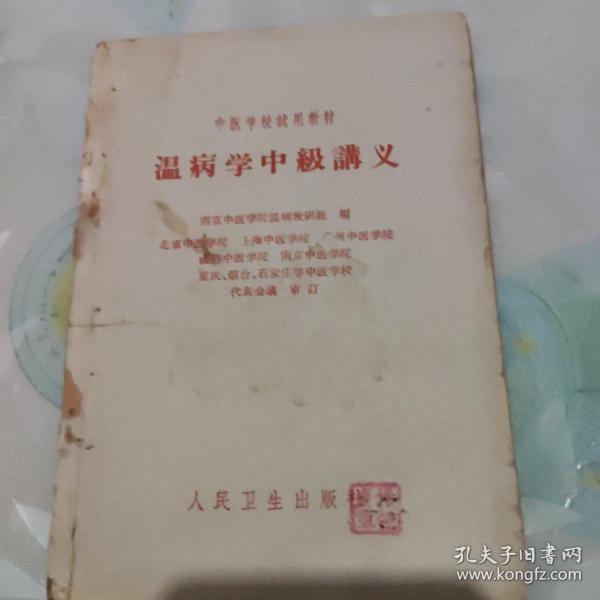 中医学校試用教材
温病学中級講义
南京中医学院温病教研組 編
北京中医学院 上海中医学院 广州中医学院
成都中医学院 南京中医学院
重庆、烟台、石家庄等中医学校
代表会議 审訂
人民卫生出版社
孔夫子旧书网
www.kongfz.com